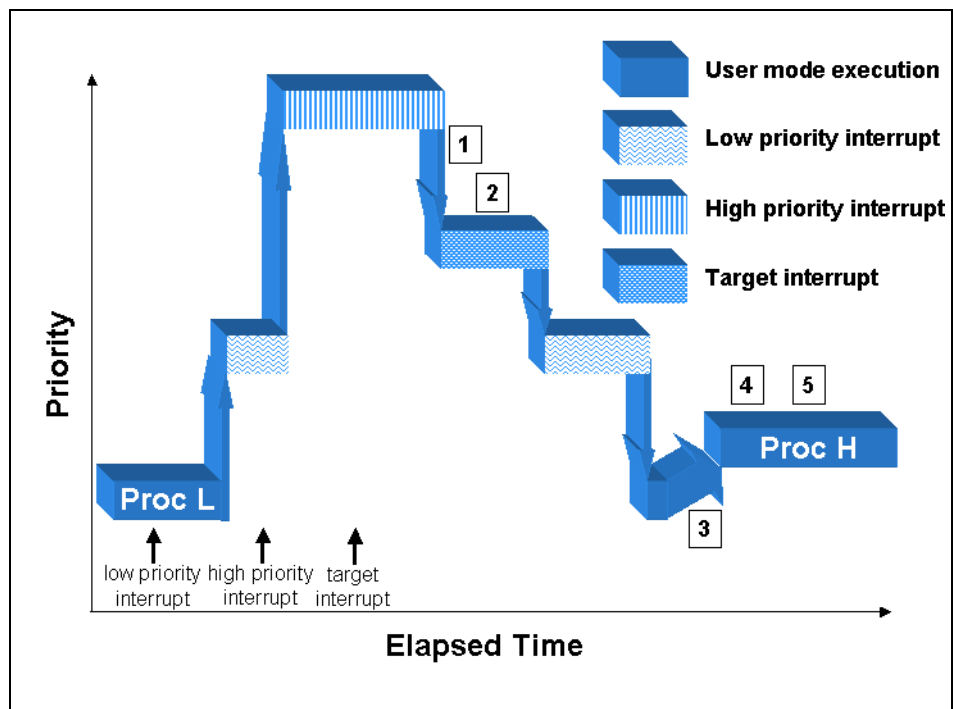 User mode execution
Low priority interrupt
High priority interrupt
Target interrupt
1
2
3
4
5
Priority
Proc L
Proc H
low priority
interrupt
high priority
interrupt
target
interrupt
Elapsed Time